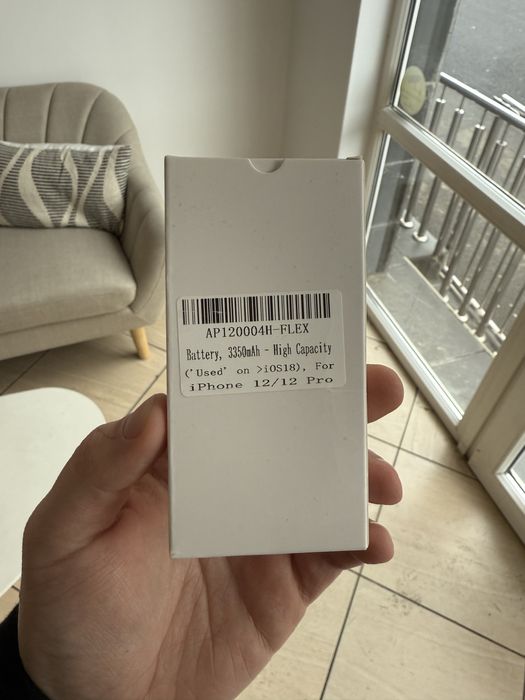 AP120004H-FLEX
Battery, 3350mAh - High Capacity
('Used' on >iOS18), For
iPhone 12/12 Pro